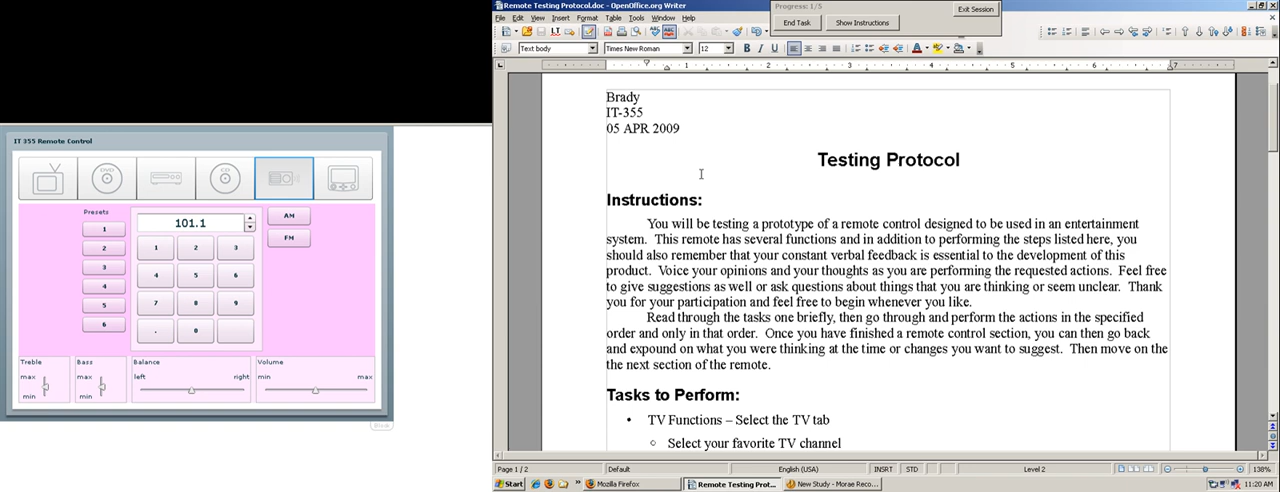 Remote Testing Protocol.doc - OpenOffice.org Writer
Progress: 1/5
Exit Session
End Task
Show Instructions
File Edit View Insert Format Table Tools Window Help
Text body
Times New Roman
12
B I U
1 2 3 4 5 6 7
Brady
IT-355
05 APR 2009
Testing Protocol
Instructions:
You will be testing a prototype of a remote control designed to be used in an entertainment
system. This remote has several functions and in addition to performing the steps listed here, you
should also remember that your constant verbal feedback is essential to the development of this
product. Voice your opinions and your thoughts as you are performing the requested actions. Feel free
to give suggestions as well or ask questions about things that you are thinking or seem unclear. Thank
you for your participation and feel free to begin whenever you like.
Read through the tasks one briefly, then go through and perform the actions in the specified
order and only in that order. Once you have finished a remote control section, you can then go back
and expound on what you were thinking at the time or changes you want to suggest. Then move on the
the next section of the remote.
Tasks to Perform:
• TV Functions – Select the TV tab
◦ Select your favorite TV channel
Page 1 / 2
Default
English (USA)
INSRT
STD
Level 2
138%
Start
Mozilla Firefox
Remote Testing Prot...
New Study - Morae Reco...
11:20 AM
IT 355 Remote Control
DVD
CD
Presets
1
2
3
4
5
6
101.1
AM
FM
1 2 3
4 5 6
7 8 9
. 0
Treble
max
min
Bass
max
min
Balance
left right
Volume
min max